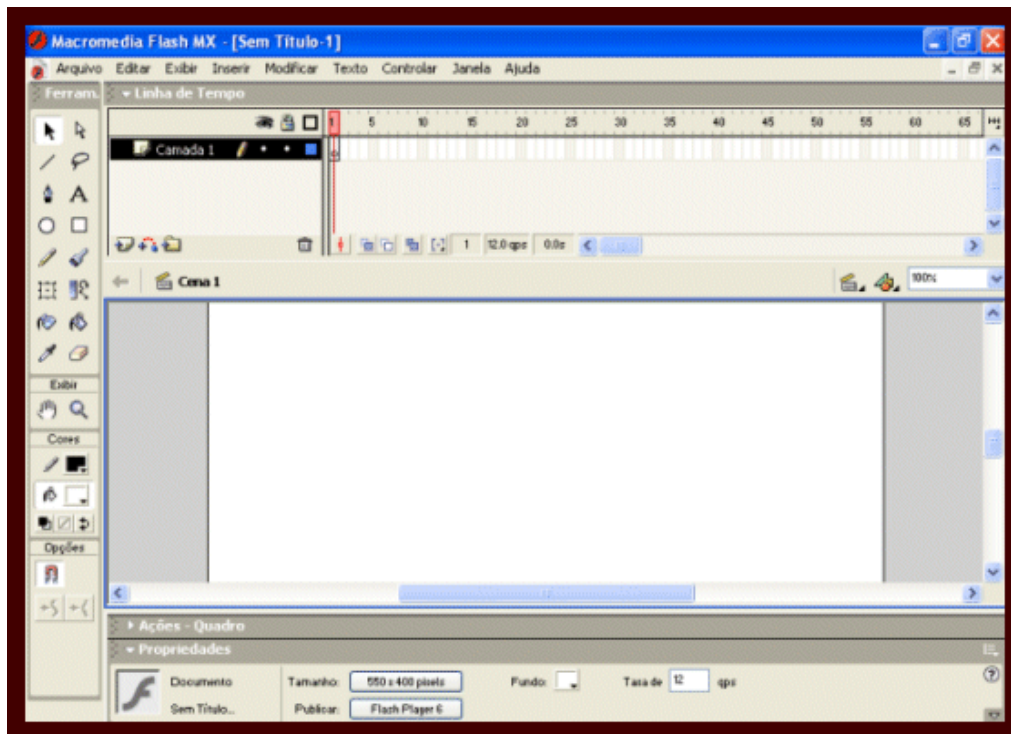 Macromedia Flash MX - [Sem Título-1]
Arquivo Editar Exibir Inserir Modificar Texto Controlar Janela Ajuda
Ferram.
Linha de Tempo
1 5 10 15 20 25 30 35 40 45 50 55 60 65
Camada 1
1 12.0 qps 0.0s
Cena 1
100%
Exibir
Cores
Opções
Ações - Quadro
Propriedades
Documento Tamanho: 550 x 400 pixels Fundo: Taxa de 12 qps
Sem Título... Publicar: Flash Player 6